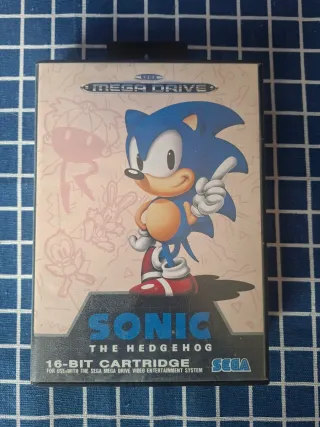 SEGA
MEGA DRIVE
SONIC
THE HEDGEHOG
16-BIT CARTRIDGE
FOR USE WITH THE SEGA MEGA DRIVE VIDEO ENTERTAINMENT SYSTEM
SEGA